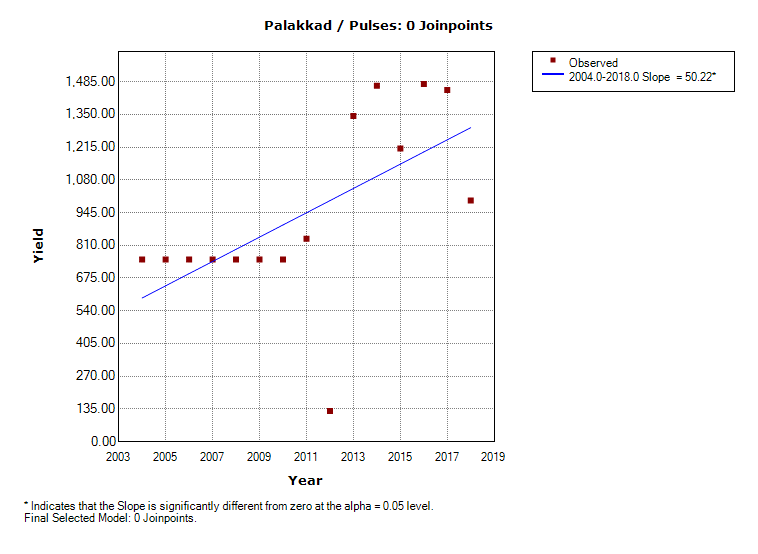 Palakkad / Pulses: 0 Joinpoints
Observed
2004.0-2018.0 Slope = 50.22*
1,485.00
1,350.00
1,215.00
1,080.00
945.00
810.00
675.00
540.00
405.00
270.00
135.00
0.00
Yield
2003 2005 2007 2009 2011 2013 2015 2017 2019
Year
* Indicates that the Slope is significantly different from zero at the alpha = 0.05 level.
Final Selected Model: 0 Joinpoints.